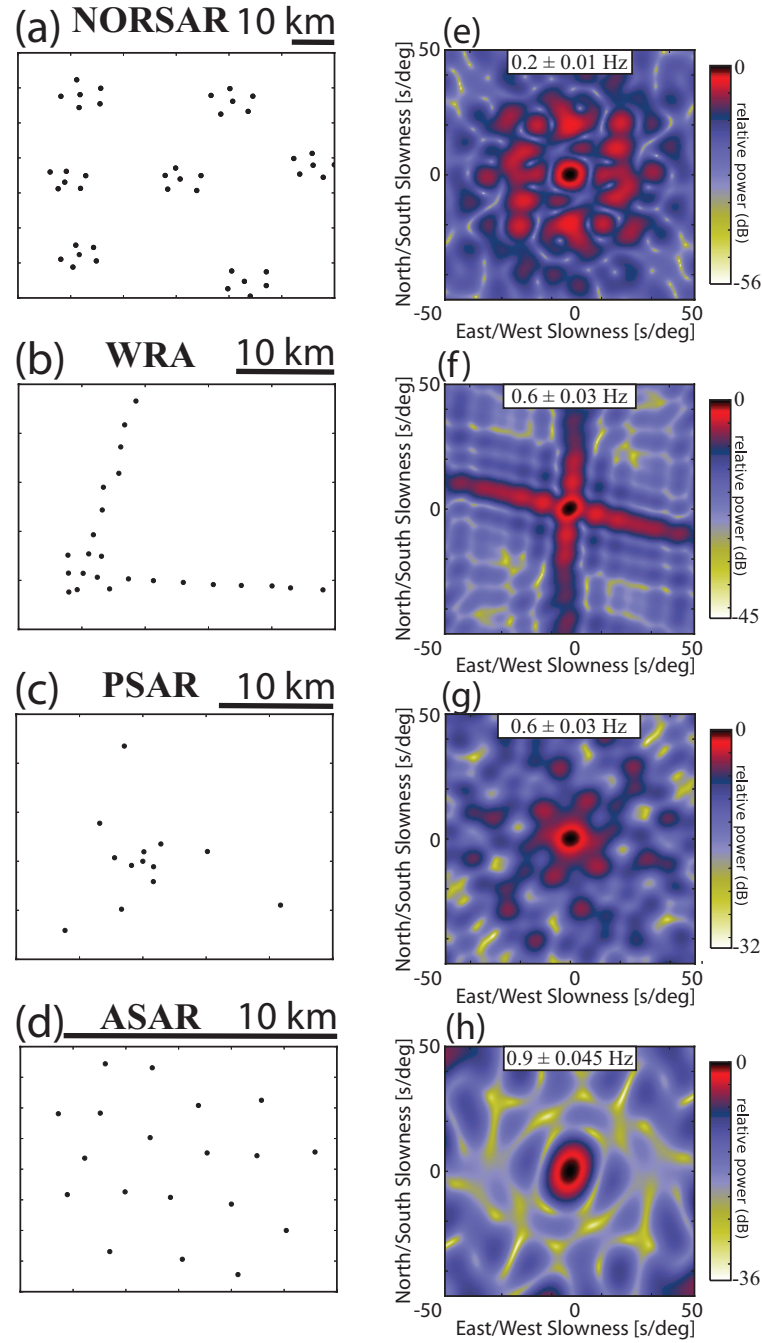 (a) NORSAR 10 km
(e)
50
0.2 ± 0.01 Hz
0
North/South Slowness [s/deg]
0
relative power (dB)
-56
-50
-50 0 50
East/West Slowness [s/deg]
(b) WRA 10 km
(f)
50
0.6 ± 0.03 Hz
0
North/South Slowness [s/deg]
0
relative power (dB)
-45
-50
0 50
East/West Slowness [s/deg]
(c) PSAR 10 km
(g)
50
0.6 ± 0.03 Hz
0
North/South Slowness [s/deg]
0
relative power (dB)
-32
-50
0 50
East/West Slowness [s/deg]
(d) ASAR 10 km
(h)
50
0.9 ± 0.045 Hz
0
North/South Slowness [s/deg]
0
relative power (dB)
-36
-50
0 50
East/West Slowness [s/deg]